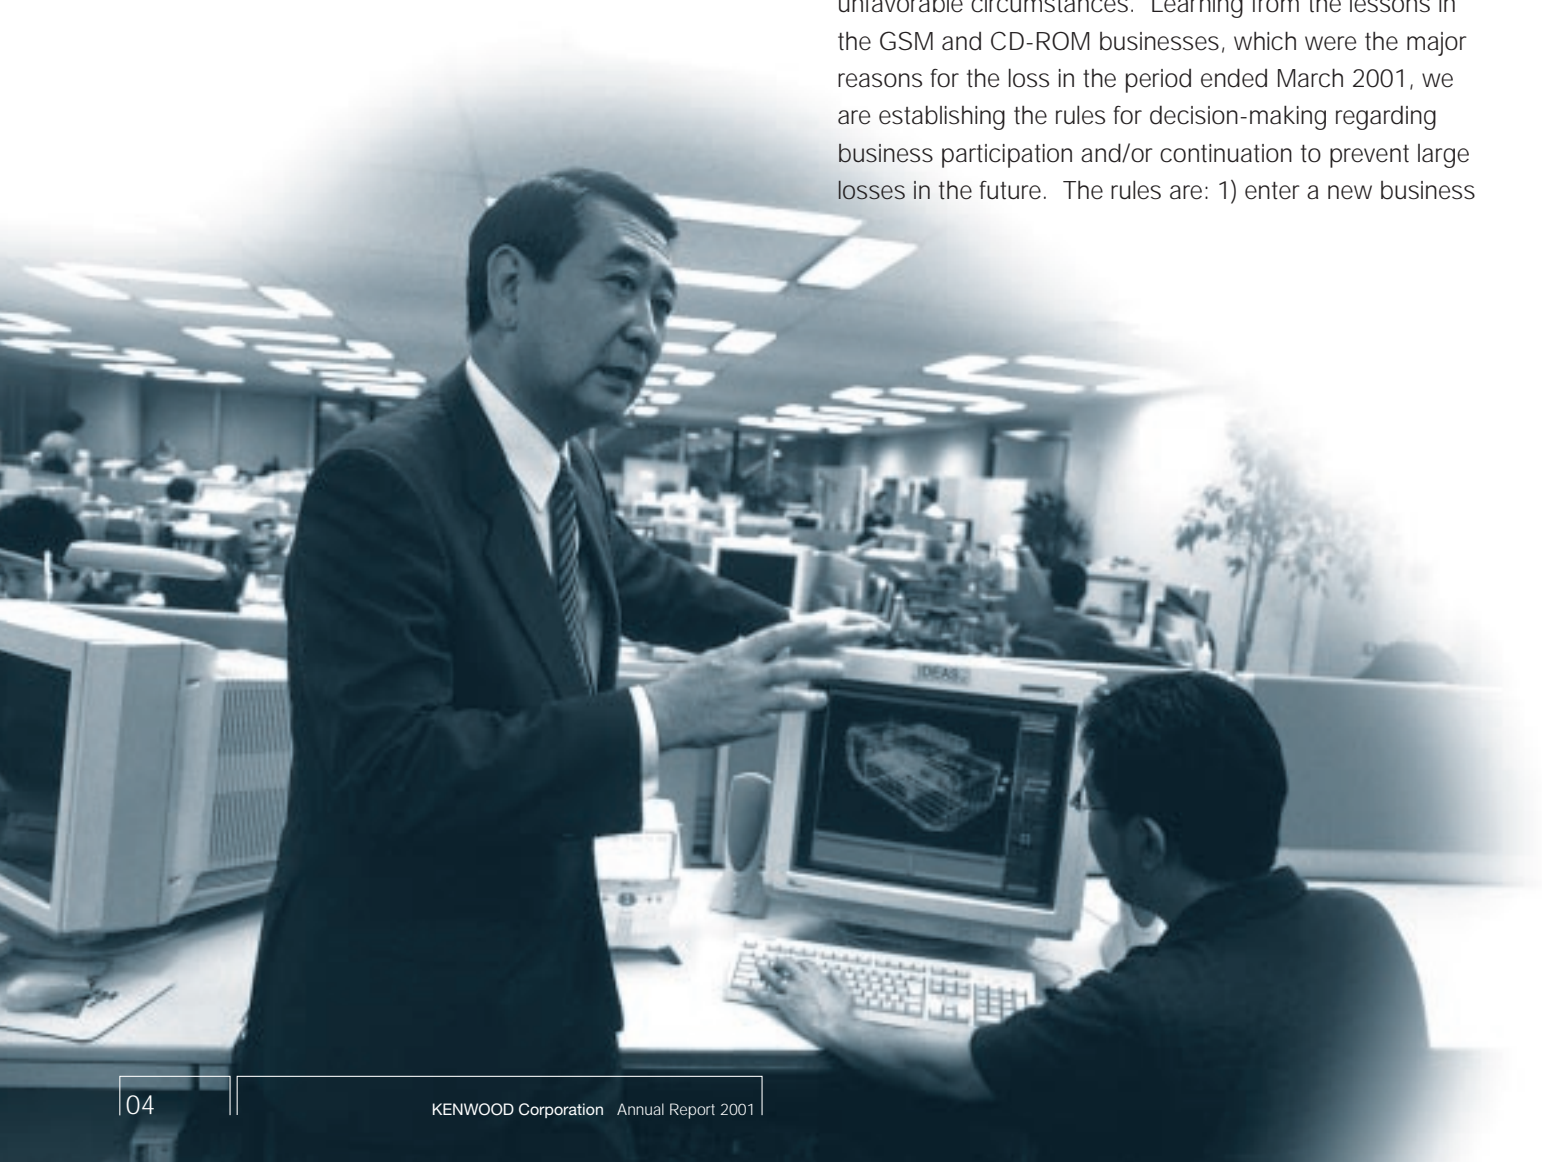 unfavorable circumstances. Learning from the lessons in
the GSM and CD-ROM businesses, which were the major
reasons for the loss in the period ended March 2001, we
are establishing the rules for decision-making regarding
business participation and/or continuation to prevent large
losses in the future. The rules are: 1) enter a new business
IDEAS
04
KENWOOD Corporation Annual Report 2001